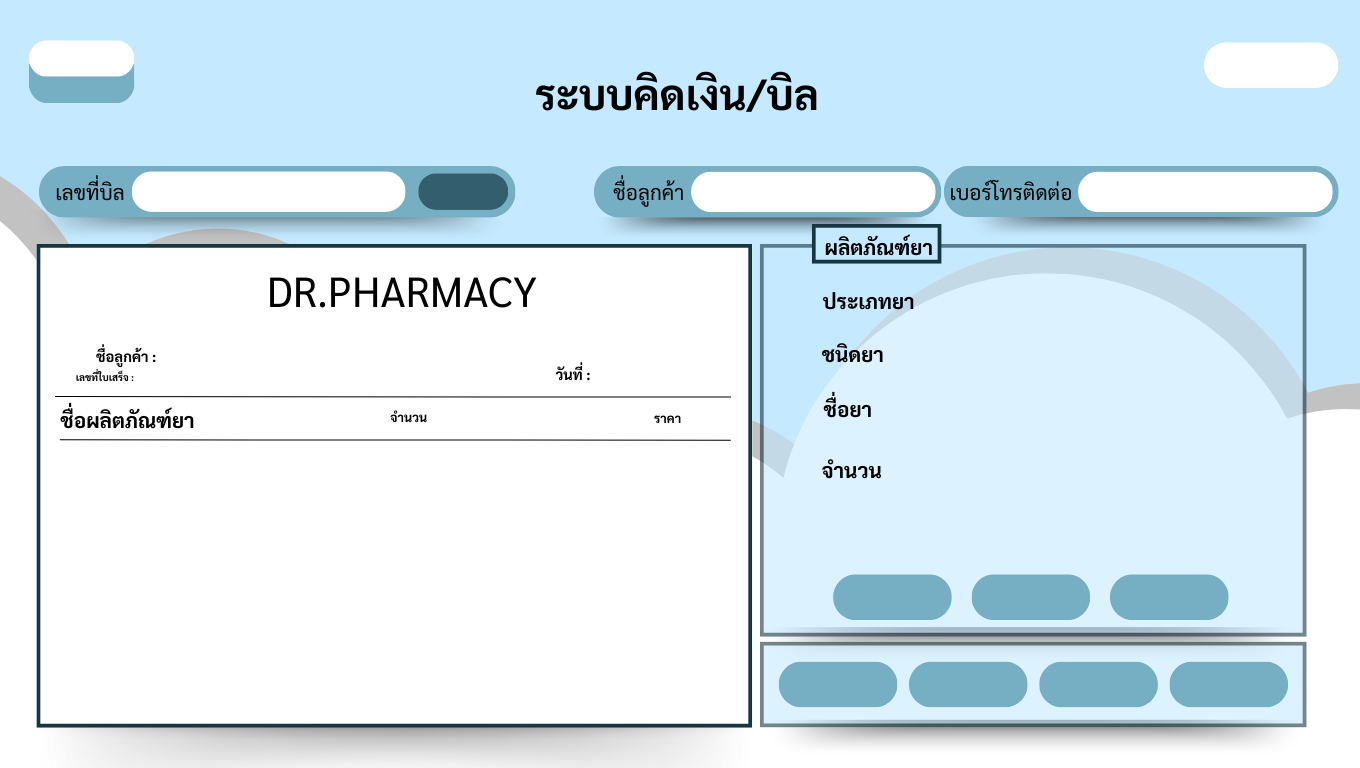 ระบบคิดเงิน/บิล
เลขที่บิล
ชื่อลูกค้า
เบอร์โทรติดต่อ
DR.PHARMACY
ชื่อลูกค้า :
เลขที่ใบเสร็จ :
วันที่ :
ชื่อผลิตภัณฑ์ยา จำนวน ราคา
ผลิตภัณฑ์ยา
ประเภทยา
ชนิดยา
ชื่อยา
จำนวน